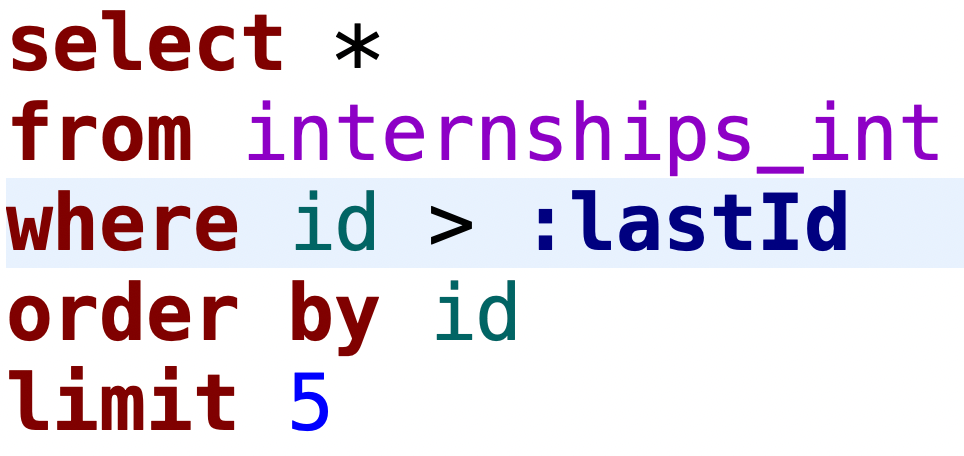 select *
from internships_int
where id > :lastId
order by id
limit 5